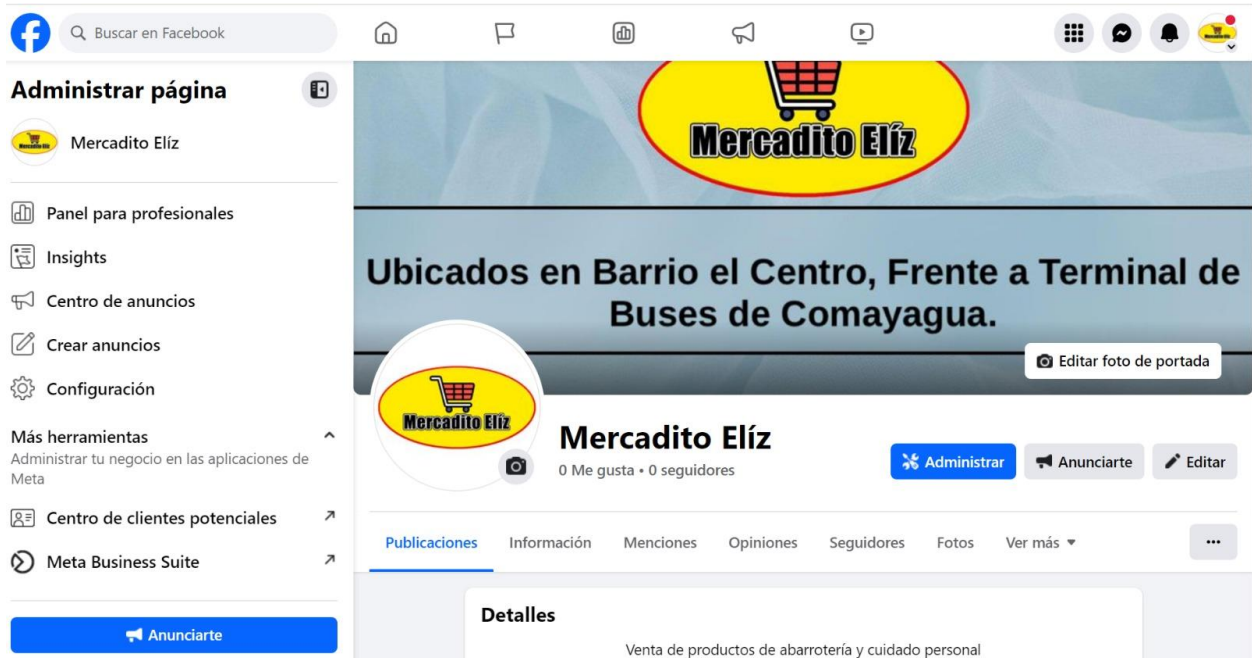 Buscar en Facebook
Administrar página
Mercadito Elíz
Panel para profesionales
Insights
Centro de anuncios
Crear anuncios
Configuración
Más herramientas
Administrar tu negocio en las aplicaciones de
Meta
Centro de clientes potenciales
Meta Business Suite
Anunciarte
Mercadito Elíz
Ubicados en Barrio el Centro, Frente a Terminal de
Buses de Comayagua.
Editar foto de portada
Mercadito Elíz
Mercadito Elíz
0 Me gusta • 0 seguidores
Administrar
Anunciarte
Editar
Publicaciones Información Menciones Opiniones Seguidores Fotos Ver más
Detalles
Venta de productos de abarrotería y cuidado personal